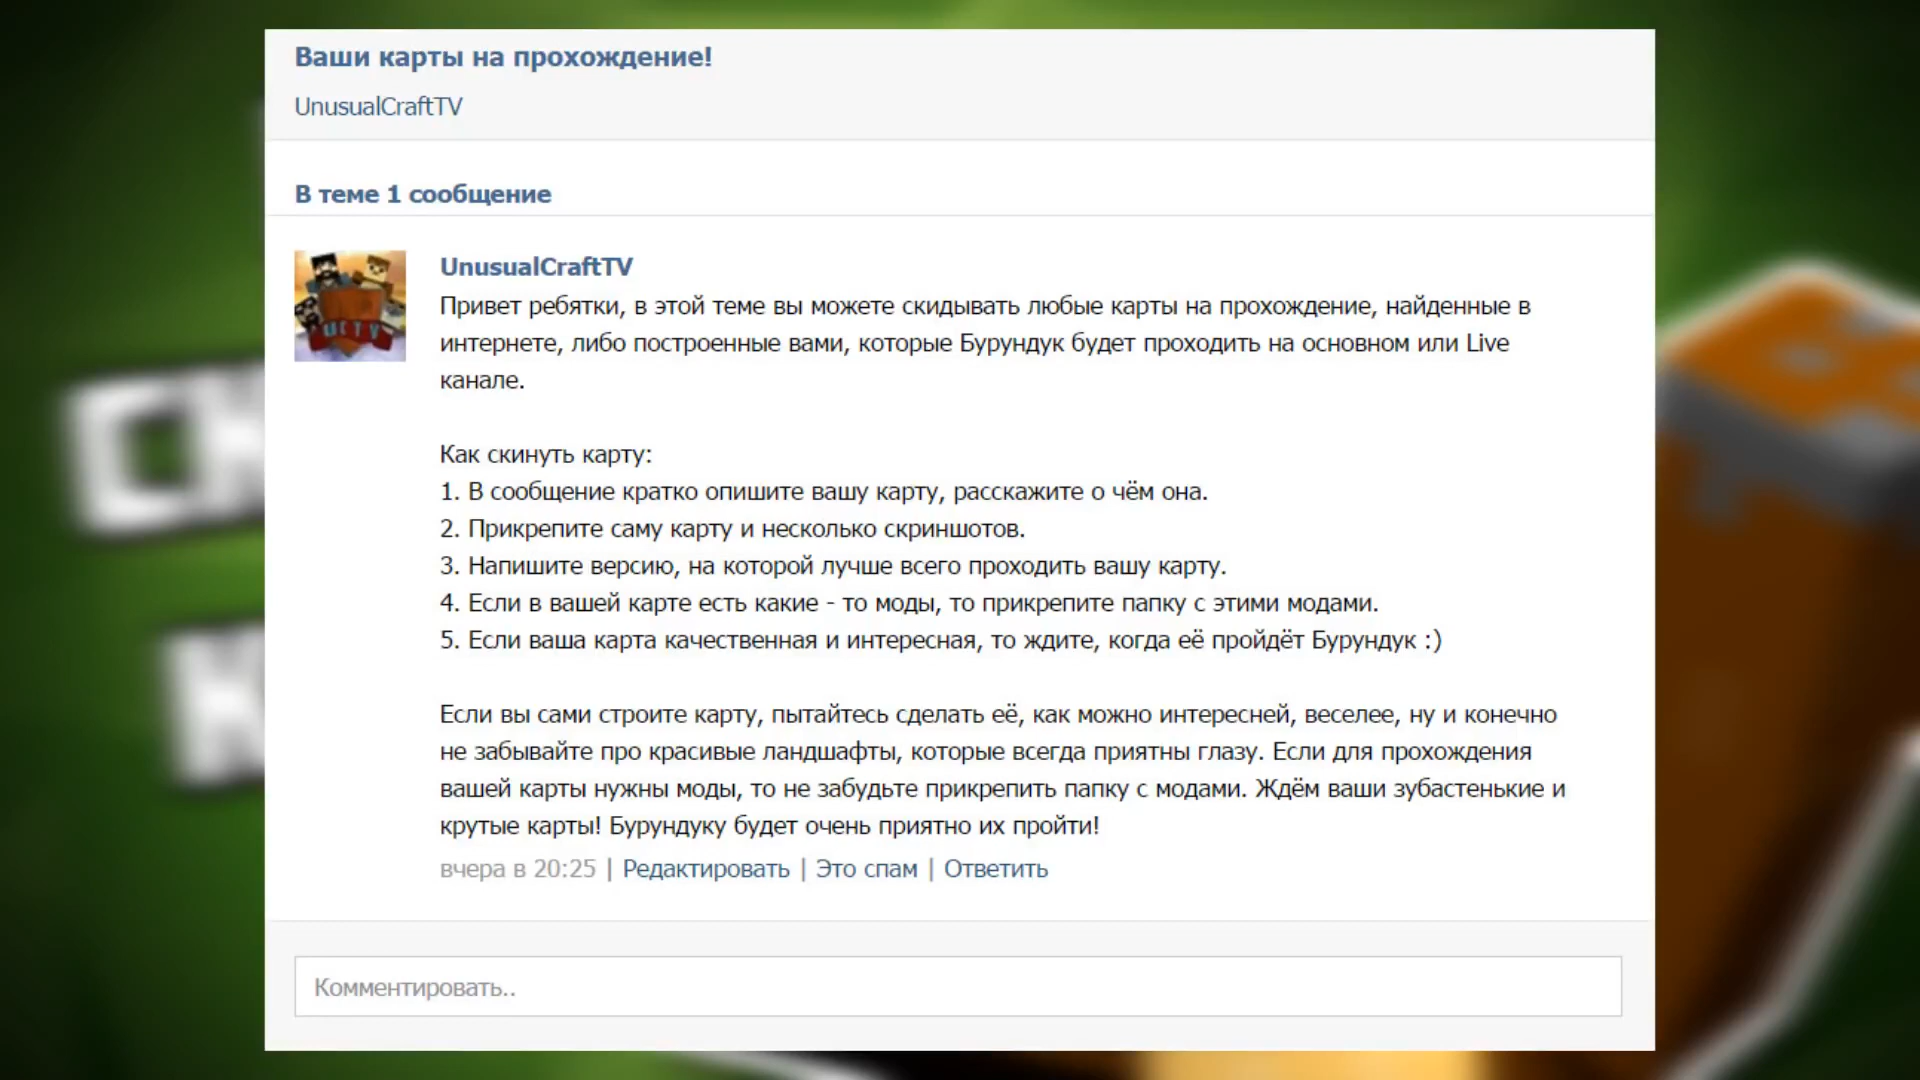 Ваши карты на прохождение!
UnusualCraftTV
В теме 1 сообщение
UnusualCraftTV
Привет ребятки, в этой теме вы можете скидывать любые карты на прохождение, найденные в
интернете, либо построенные вами, которые Бурундук будет проходить на основном или Live
канале.
Как скинуть карту:
1. В сообщение кратко опишите вашу карту, расскажите о чём она.
2. Прикрепите саму карту и несколько скриншотов.
3. Напишите версию, на которой лучше всего проходить вашу карту.
4. Если в вашей карте есть какие - то моды, то прикрепите папку с этими модами.
5. Если ваша карта качественная и интересная, то ждите, когда её пройдёт Бурундук :)
Если вы сами строите карту, пытайтесь сделать её, как можно интересней, веселее, ну и конечно
не забывайте про красивые ландшафты, которые всегда приятны глазу. Если для прохождения
вашей карты нужны моды, то не забудьте прикрепить папку с модами. Ждём ваши зубастенькие и
крутые карты! Бурундуку будет очень приятно их пройти!
вчера в 20:25 | Редактировать | Это спам | Ответить
Комментировать..